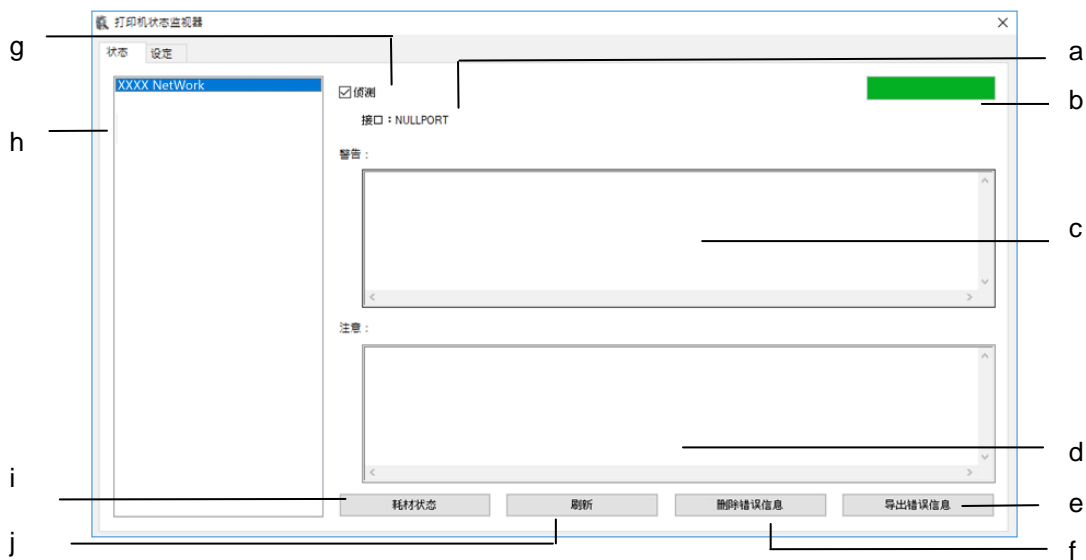 打印机状态监视器
状态 设定
g
a
XXXX NetWork
侦测
b
接口：NULLPORT
h
警告：
c
注意：
d
i
耗材状态 刷新 删除错误信息 导出错误信息
e
j
f